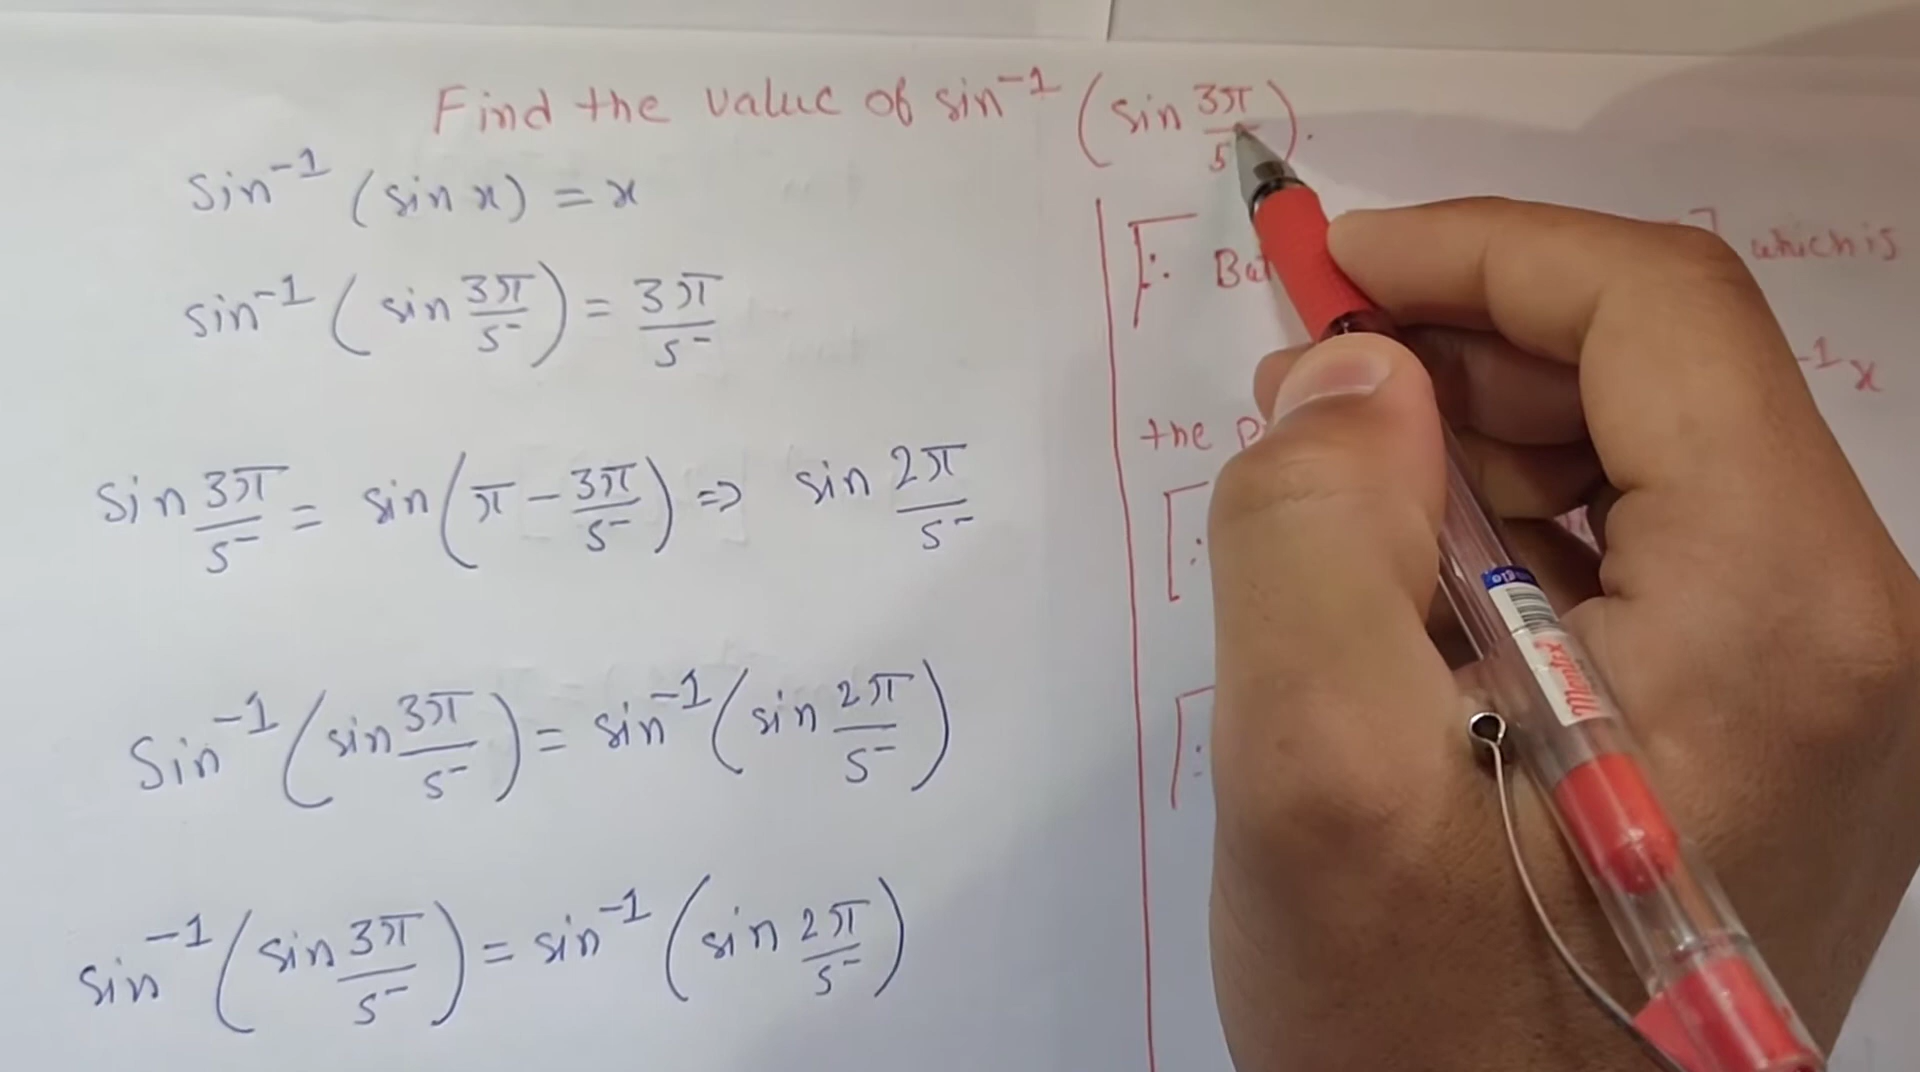 Find the value of sin⁻¹ (sin 3π/5).
Sin⁻¹ (sin x) = x
sin⁻¹ (sin 3π/5) = 3π/5
Sin 3π/5 = sin (π - 3π/5) => sin 2π/5
Sin⁻¹ (sin 3π/5) = sin⁻¹ (sin 2π/5)
sin⁻¹ (sin 3π/5) = sin⁻¹ (sin 2π/5)
[∵ But ] which is
⁻¹x
the
[∵
[∵
Montex